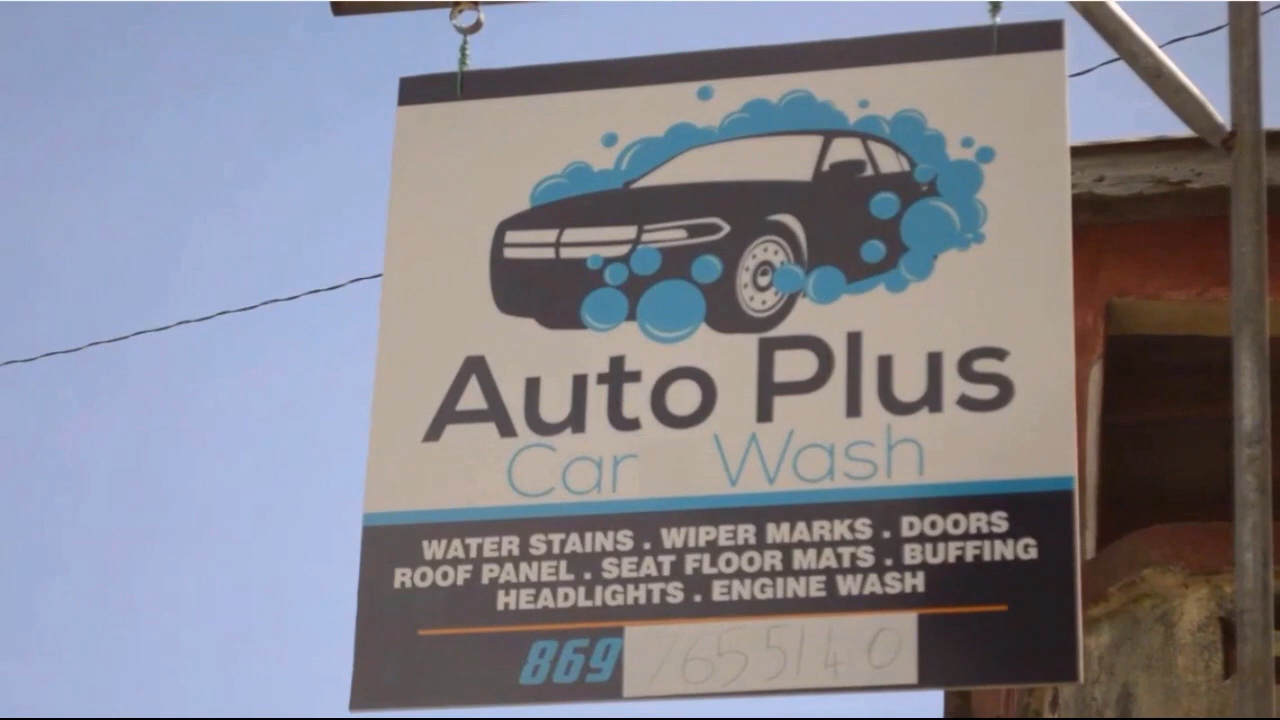 Auto Plus
Car Wash
WATER STAINS . WIPER MARKS . DOORS
ROOF PANEL . SEAT FLOOR MATS . BUFFING
HEADLIGHTS . ENGINE WASH
869 7655140